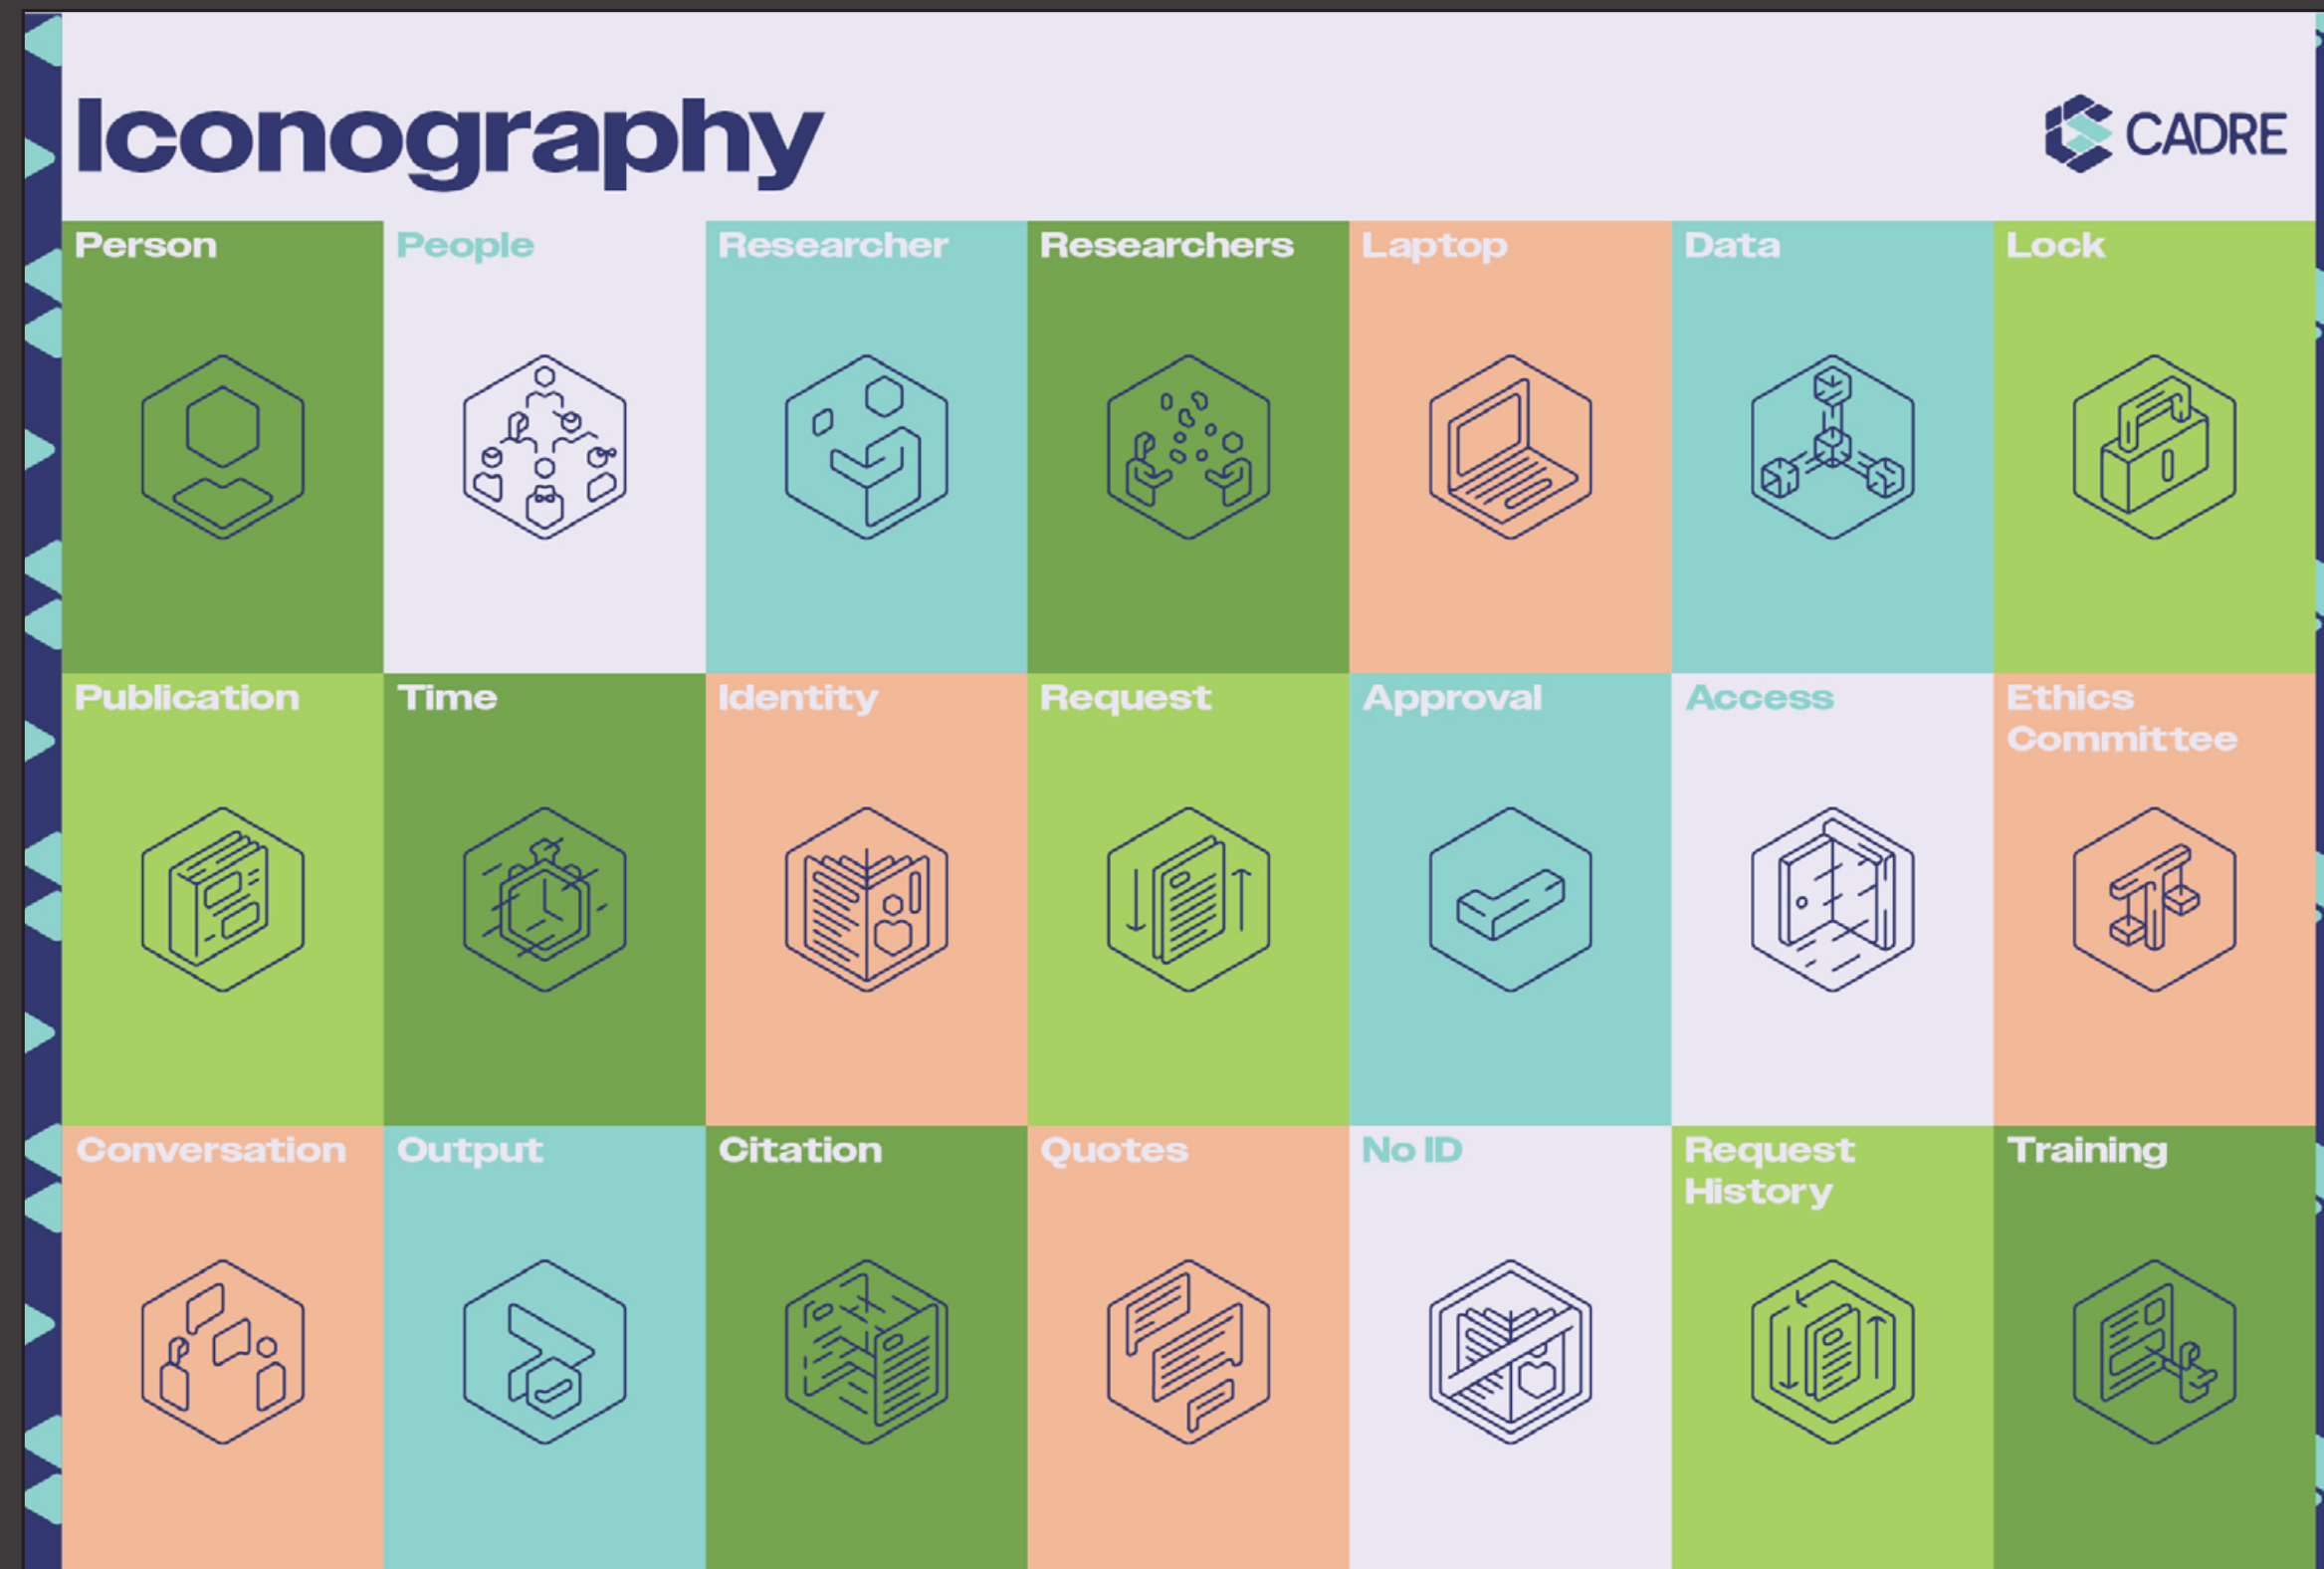 Iconography
CADRE
Person
People
Researcher
Researchers
Laptop
Data
Lock
Publication
Time
Identity
Request
Approval
Access
Ethics
Committee
Conversation
Output
Citation
Quotes
No ID
Request
History
Training